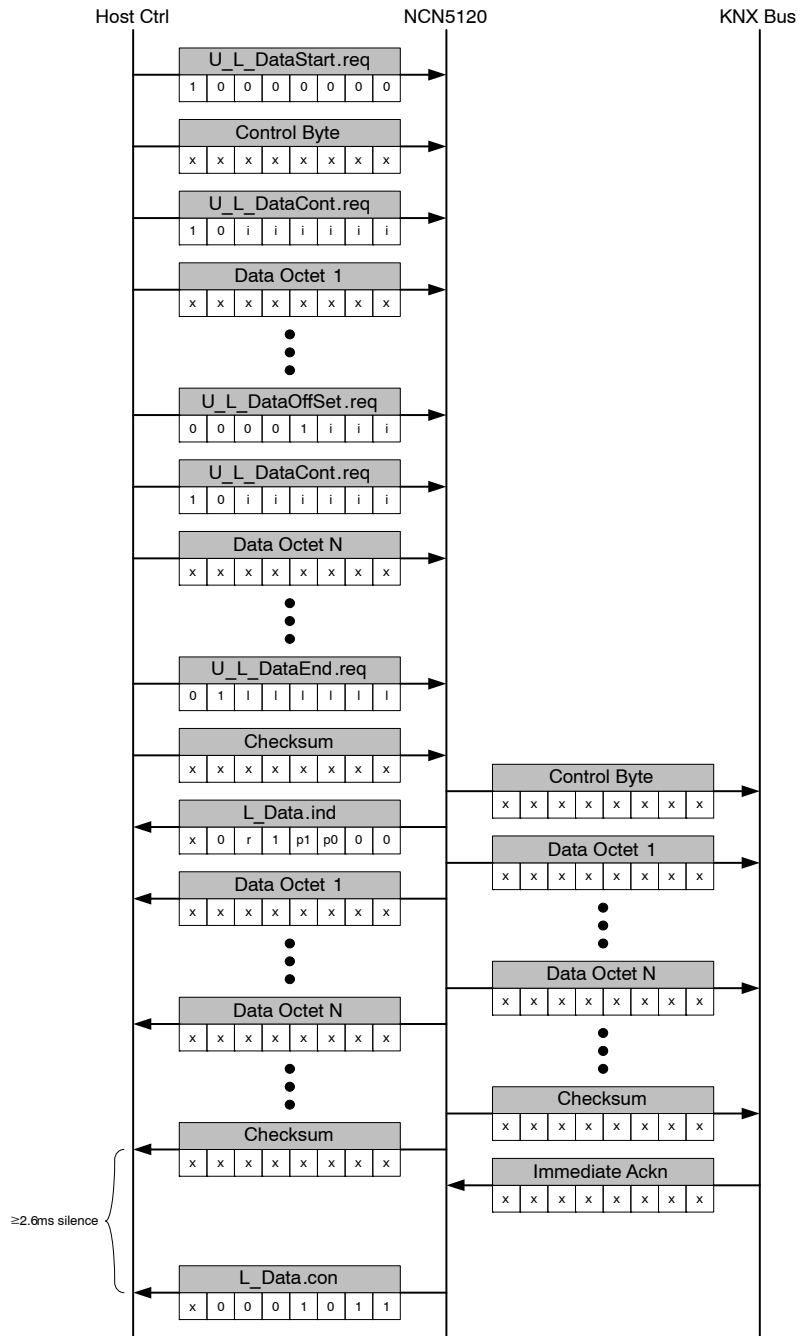 Host Ctrl NCN5120 KNX Bus
U_L_DataStart.req
1 0 0 0 0 0 0 0
Control Byte
x x x x x x x x
U_L_DataCont.req
1 0 i i i i i i
Data Octet 1
x x x x x x x x
U_L_DataOffSet.req
0 0 0 0 1 i i i
U_L_DataCont.req
1 0 i i i i i i
Data Octet N
x x x x x x x x
U_L_DataEnd.req
0 1 l l l l l l
Checksum
x x x x x x x x
Control Byte
x x x x x x x x
L_Data.ind
x 0 r 1 p1 p0 0 0
Data Octet 1
x x x x x x x x
Data Octet 1
x x x x x x x x
Data Octet N
x x x x x x x x
Data Octet N
x x x x x x x x
Checksum
x x x x x x x x
Checksum
x x x x x x x x
Immediate Ackn
x x x x x x x x
≥2.6ms silence
L_Data.con
x 0 0 0 1 0 1 1